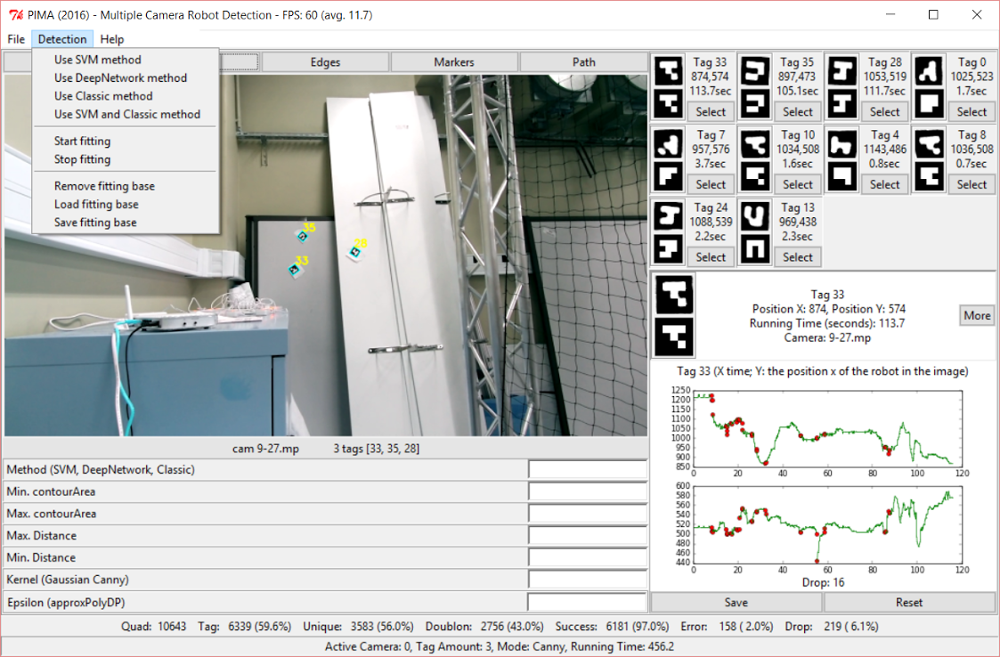 PIMA (2016) - Multiple Camera Robot Detection - FPS: 60 (avg. 11.7)
File Detection Help
Use SVM method
Use DeepNetwork method
Use Classic method
Use SVM and Classic method
Start fitting
Stop fitting
Remove fitting base
Load fitting base
Save fitting base
Edges Markers Path
35
28
33
cam 9-27.mp 3 tags [33, 35, 28]
Method (SVM, DeepNetwork, Classic)
Min. contourArea
Max. contourArea
Max. Distance
Min. Distance
Kernel (Gaussian Canny)
Epsilon (approxPolyDP)
Tag 33 Tag 35 Tag 28 Tag 0
874,574 897,473 1053,519 1025,523
113.7sec 105.1sec 111.7sec 1.7sec
Select Select Select Select
Tag 7 Tag 10 Tag 4 Tag 8
957,576 1034,508 1143,486 1036,508
3.7sec 1.6sec 0.8sec 0.7sec
Select Select Select Select
Tag 24 Tag 13
1088,539 969,438
2.2sec 2.3sec
Select Select
Tag 33
Position X: 874, Position Y: 574
Running Time (seconds): 113.7
Camera: 9-27.mp
More
Tag 33 (X time; Y: the position x of the robot in the image)
1250
1200
1150
1100
1050
1000
950
900
850
0 20 40 60 80 100 120
600
580
560
540
520
500
480
460
440
0 20 40 60 80 100 120
Drop: 16
Save Reset
Quad: 10643 Tag: 6339 (59.6%) Unique: 3583 (56.0%) Doublon: 2756 (43.0%) Success: 6181 (97.0%) Error: 158 ( 2.0%) Drop: 219 ( 6.1%)
Active Camera: 0, Tag Amount: 3, Mode: Canny, Running Time: 456.2